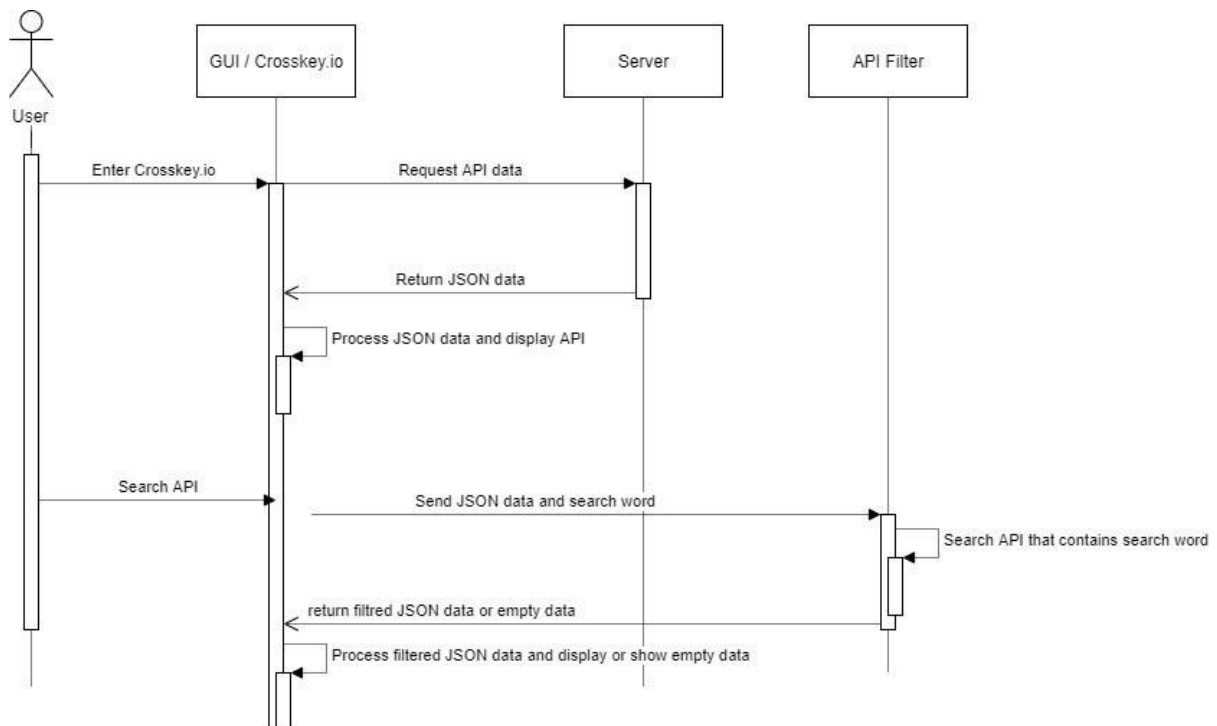 GUI / Crosskey.io
Server
API Filter
User
Enter Crosskey.io
Request API data
Return JSON data
Process JSON data and display API
Search API
Send JSON data and search word
Search API that contains search word
return filtred JSON data or empty data
Process filtered JSON data and display or show empty data